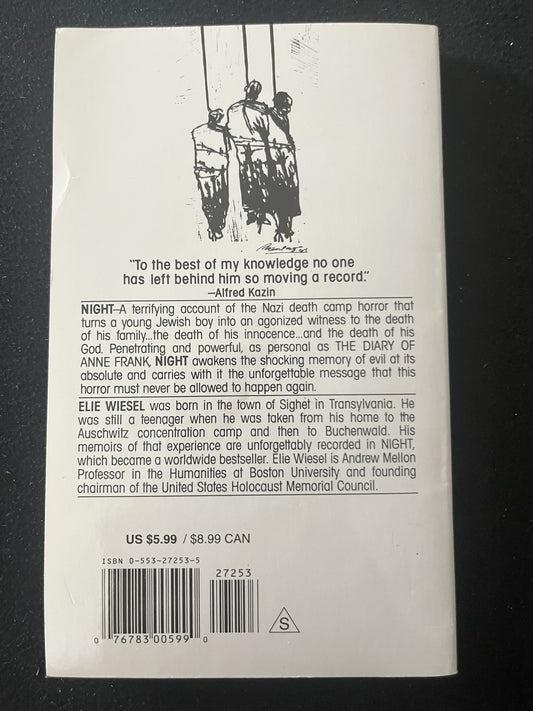 "To the best of my knowledge no one
has left behind him so moving a record."
—Alfred Kazin
NIGHT—A terrifying account of the Nazi death camp horror that
turns a young Jewish boy into an agonized witness to the death
of his family...the death of his innocence...and the death of his
God. Penetrating and powerful, as personal as THE DIARY OF
ANNE FRANK, NIGHT awakens the shocking memory of evil at its
absolute and carries with it the unforgettable message that this
horror must never be allowed to happen again.
ELIE WIESEL was born in the town of Sighet in Transylvania. He
was still a teenager when he was taken from his home to the
Auschwitz concentration camp and then to Buchenwald. His
memoirs of that experience are unforgettably recorded in NIGHT,
which became a worldwide bestseller. Elie Wiesel is Andrew Mellon
Professor in the Humanities at Boston University and founding
chairman of the United States Holocaust Memorial Council.
US $5.99 / $8.99 CAN
ISBN 0-553-27253-5
27253
0 76783 00599 0
S